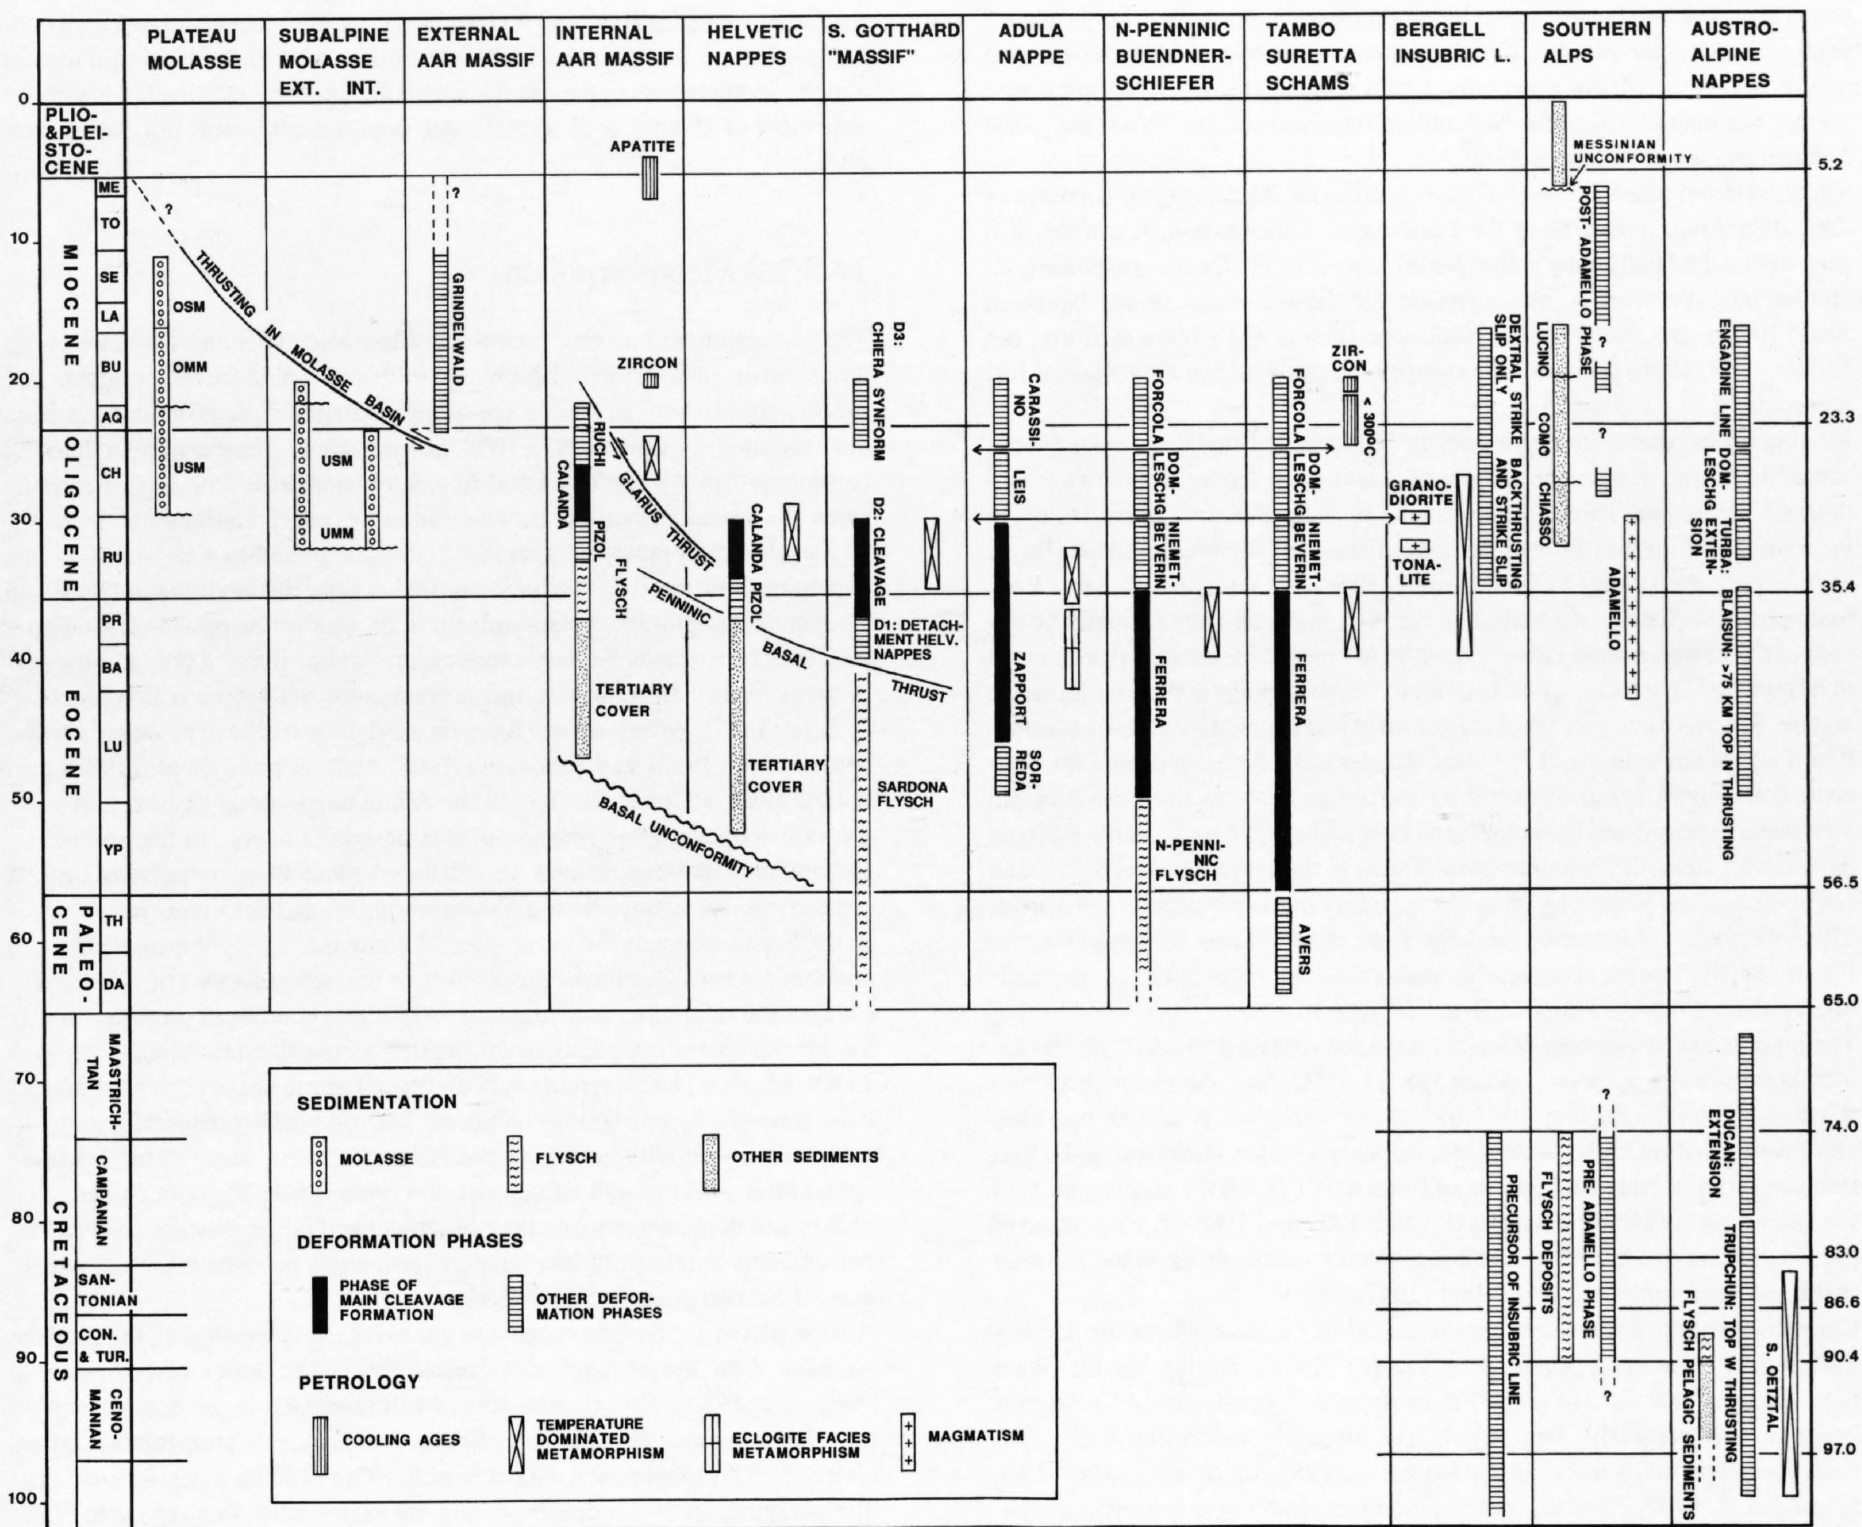 PLATEAU
MOLASSE
SUBALPINE
MOLASSE
EXT. INT.
EXTERNAL
AAR MASSIF
INTERNAL
AAR MASSIF
HELVETIC
NAPPES
S. GOTTHARD
"MASSIF"
ADULA
NAPPE
N-PENNINIC
BUENDNER-
SCHIEFER
TAMBO
SURETTA
SCHAMS
BERGELL
INSUBRIC L.
SOUTHERN
ALPS
AUSTRO-
ALPINE
NAPPES
0
10
20
30
40
50
60
70
80
90
100
PLIO-
&PLEI-
STO-
CENE
MIOCENE
OLIGOCENE
EOCENE
PALEO-
CENE
CRETACEOUS
ME
TO
SE
LA
BU
AQ
CH
RU
PR
BA
LU
YP
TH
DA
MAASTRICH-
TIAN
CAMPANIAN
SAN-
TONIAN
CON.
& TUR.
CENO-
MANIAN
5.2
23.3
35.4
56.5
65.0
74.0
83.0
86.6
90.4
97.0
?
THRUSTING IN MOLASSE BASIN
OSM
OMM
USM
USM
UMM
?
GRINDELWALD
APATITE
ZIRCON
RUCHI
CALANDA
PIZOL
FLYSCH
TERTIARY
COVER
GLARUS THRUST
PENNINIC BASAL THRUST
BASAL UNCONFORMITY
CALANDA PIZOL
TERTIARY
COVER
D3:
CHIERA SYNFORM
D2: CLEAVAGE
D1: DETACH-
MENT HELV.
NAPPES
SARDONA
FLYSCH
CARASSI-
NO
LEIS
ZAPPORT
SOR-
REDA
FORCOLA
DOM-
LESCHG
NIEMET-
BEVERIN
FERRERA
N-PENNI-
NIC
FLYSCH
FORCOLA
DOM-
LESCHG
NIEMET-
BEVERIN
FERRERA
AVERS
ZIR-
CON
^ 300°C
GRANO-
DIORITE
TONA-
LITE
DEXTRAL STRIKE
SLIP ONLY
BACKTHRUSTING
AND STRIKE SLIP
PRECURSOR OF INSUBRIC LINE
MESSINIAN
UNCONFORMITY
POST- ADAMELLO PHASE
?
?
LUCINO COMO CHIASSO
ADAMELLO
?
FLYSCH DEPOSITS
PRE- ADAMELLO PHASE
?
ENGADINE LINE
DOM-
LESCHG EXTEN-
SION
TURBA:
BLAISUN: >75 KM TOP N THRUSTING
DUCAN:
EXTENSION
TRUPCHUN: TOP W THRUSTING
FLYSCH PELAGIC SEDIMENTS
S. OETZTAL
SEDIMENTATION
MOLASSE
FLYSCH
OTHER SEDIMENTS
DEFORMATION PHASES
PHASE OF
MAIN CLEAVAGE
FORMATION
OTHER DEFOR-
MATION PHASES
PETROLOGY
COOLING AGES
TEMPERATURE
DOMINATED
METAMORPHISM
ECLOGITE FACIES
METAMORPHISM
MAGMATISM